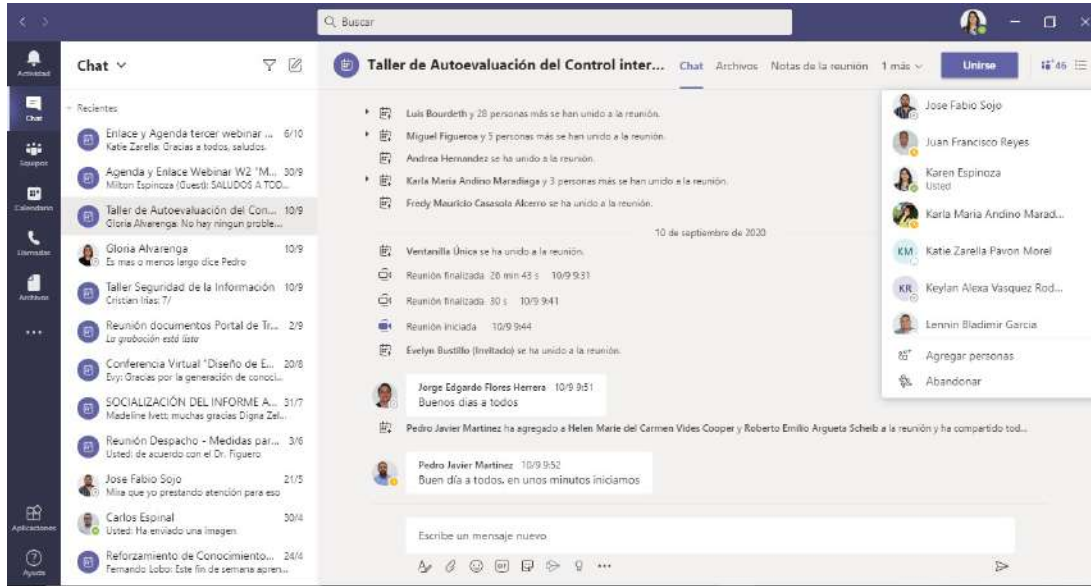 Buscar
Actividad
Chat
Equipos
Calendario
Llamadas
Archivos
Aplicaciones
Ayuda
Chat
Recientes
Enlace y Agenda tercer webinar ... 6/10
Katie Zarella: Gracias a todos, saludos.
Agenda y Enlace Webinar W2 "M... 30/9
Milton Espinoza (Guest): SALUDOS A TOD...
Taller de Autoevaluación del Con... 10/9
Gloria Alvarenga: No hay ningun proble...
Gloria Alvarenga 10/9
Es mas o menos largo dice Pedro
Taller Seguridad de la Información 10/9
Cristian Irías: 7/
Reunión documentos Portal de Tr... 2/9
La grabación está lista
Conferencia Virtual "Diseño de E... 20/8
Evy: Gracias por la generación de conoci...
SOCIALIZACIÓN DEL INFORME A... 31/7
Madeline Ivett: muchas gracias Digna Zel...
Reunión Despacho - Medidas par... 3/6
Usted: de acuerdo con el Dr. Figuero
Jose Fabio Sojo 21/5
Mira que yo prestando atención para eso
Carlos Espinal 30/4
Usted: Ha enviado una imagen
Reforzamiento de Conocimiento... 24/4
Fernando Lobo: Este fin de semana apren...
Taller de Autoevaluación del Control inter... Chat Archivos Notas de la reunión 1 más Unirse 46
Luis Bourdeth y 28 personas más se han unido a la reunión.
Miguel Figueroa y 5 personas más se han unido a la reunión.
Andrea Hernandez se ha unido a la reunión.
Karla Maria Andino Maradiaga y 3 personas más se han unido a la reunión.
Fredy Mauricio Casasola Alcerro se ha unido a la reunión.
10 de septiembre de 2020
Ventanilla Única se ha unido a la reunión.
Reunión finalizada: 26 min 43 s 10/9 9:31
Reunión finalizada: 30 s 10/9 9:41
Reunión iniciada 10/9 9:44
Evelyn Bustillo (Invitado) se ha unido a la reunión.
Jorge Edgardo Flores Herrera 10/9 9:51
Buenos dias a todos
Pedro Javier Martinez ha agregado a Helen Marie del Carmen Vides Cooper y Roberto Emilio Argueta Scheib a la reunión y ha compartido tod...
Pedro Javier Martinez 10/9 9:52
Buen día a todos, en unos minutos iniciamos
Escribe un mensaje nuevo
GIF
Jose Fabio Sojo
Juan Francisco Reyes
Karen Espinoza
Usted
Karla Maria Andino Marad...
KM Katie Zarella Pavon Morel
KR Keylan Alexa Vasquez Rod...
Lennin Bladimir Garcia
Agregar personas
Abandonar